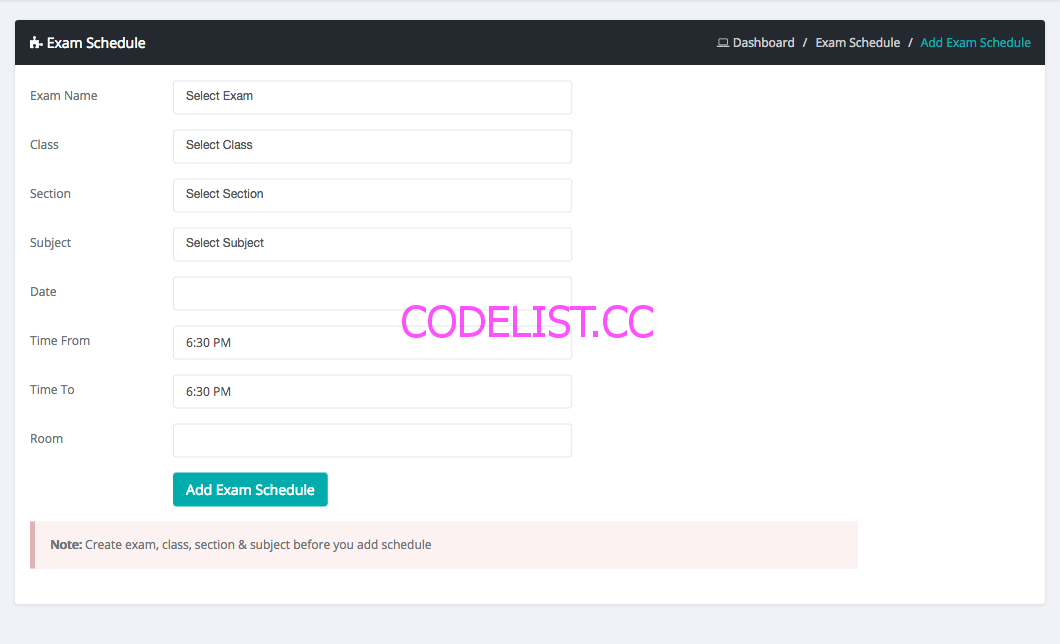 Exam Schedule
Dashboard / Exam Schedule / Add Exam Schedule
Exam Name
Select Exam
Class
Select Class
Section
Select Section
Subject
Select Subject
Date
CODELIST.CC
Time From
6:30 PM
Time To
6:30 PM
Room
Add Exam Schedule
Note: Create exam, class, section & subject before you add schedule